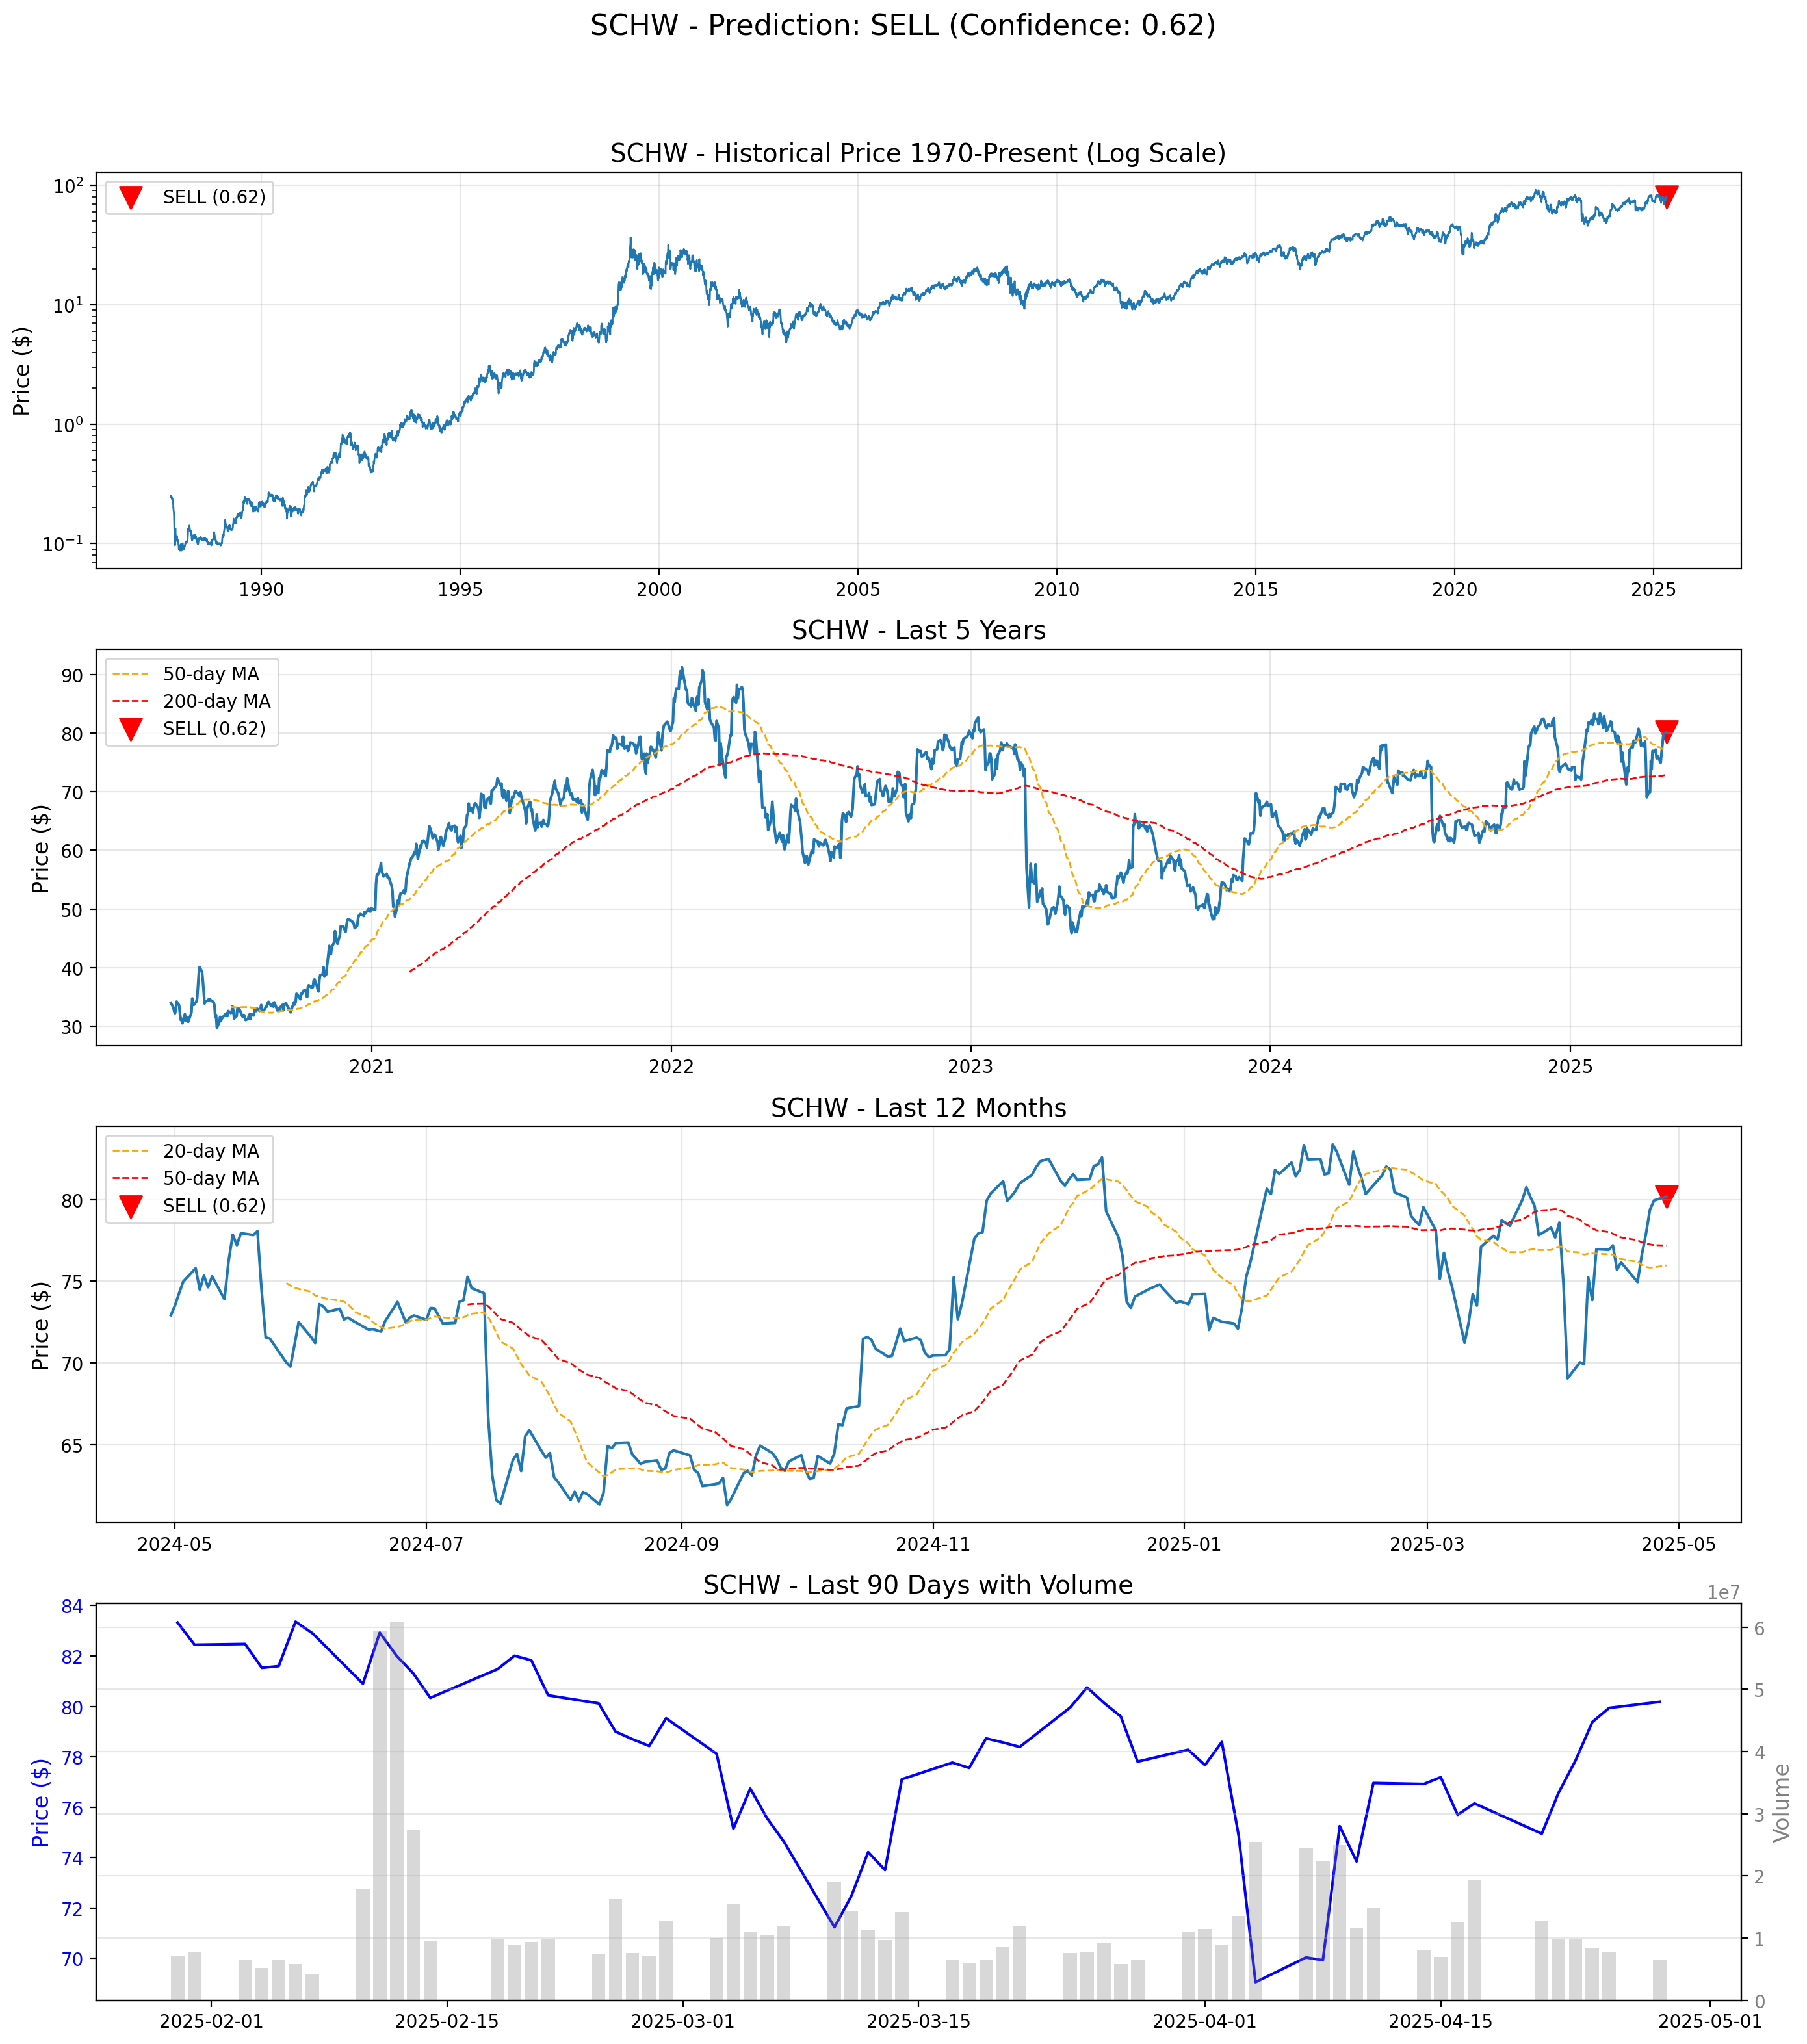 SCHW - Prediction: SELL (Confidence: 0.62)
SCHW - Historical Price 1970-Present (Log Scale)
SELL (0.62)
Price ($)
10²
10¹
10⁰
10⁻¹
1990 1995 2000 2005 2010 2015 2020 2025
SCHW - Last 5 Years
50-day MA
200-day MA
SELL (0.62)
Price ($)
90
80
70
60
50
40
30
2021 2022 2023 2024 2025
SCHW - Last 12 Months
20-day MA
50-day MA
SELL (0.62)
Price ($)
80
75
70
65
2024-05 2024-07 2024-09 2024-11 2025-01 2025-03 2025-05
SCHW - Last 90 Days with Volume
1e7
Price ($)
84
82
80
78
76
74
72
70
6
5
4
3
2
1
0
Volume
2025-02-01 2025-02-15 2025-03-01 2025-03-15 2025-04-01 2025-04-15 2025-05-01